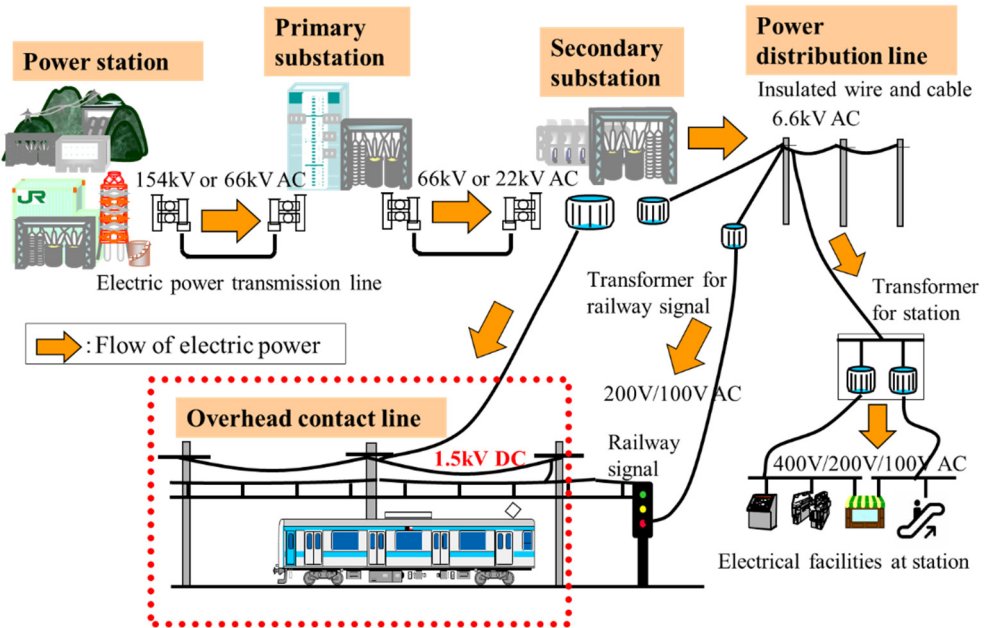 Power station
Primary
substation
Secondary
substation
Power
distribution line
Insulated wire and cable
6.6kV AC
154kV or 66kV AC
66kV or 22kV AC
JR
Electric power transmission line
Transformer for
railway signal
Transformer
for station
: Flow of electric power
200V/100V AC
Overhead contact line
1.5kV DC
Railway
signal
400V/200V/100V AC
Electrical facilities at station